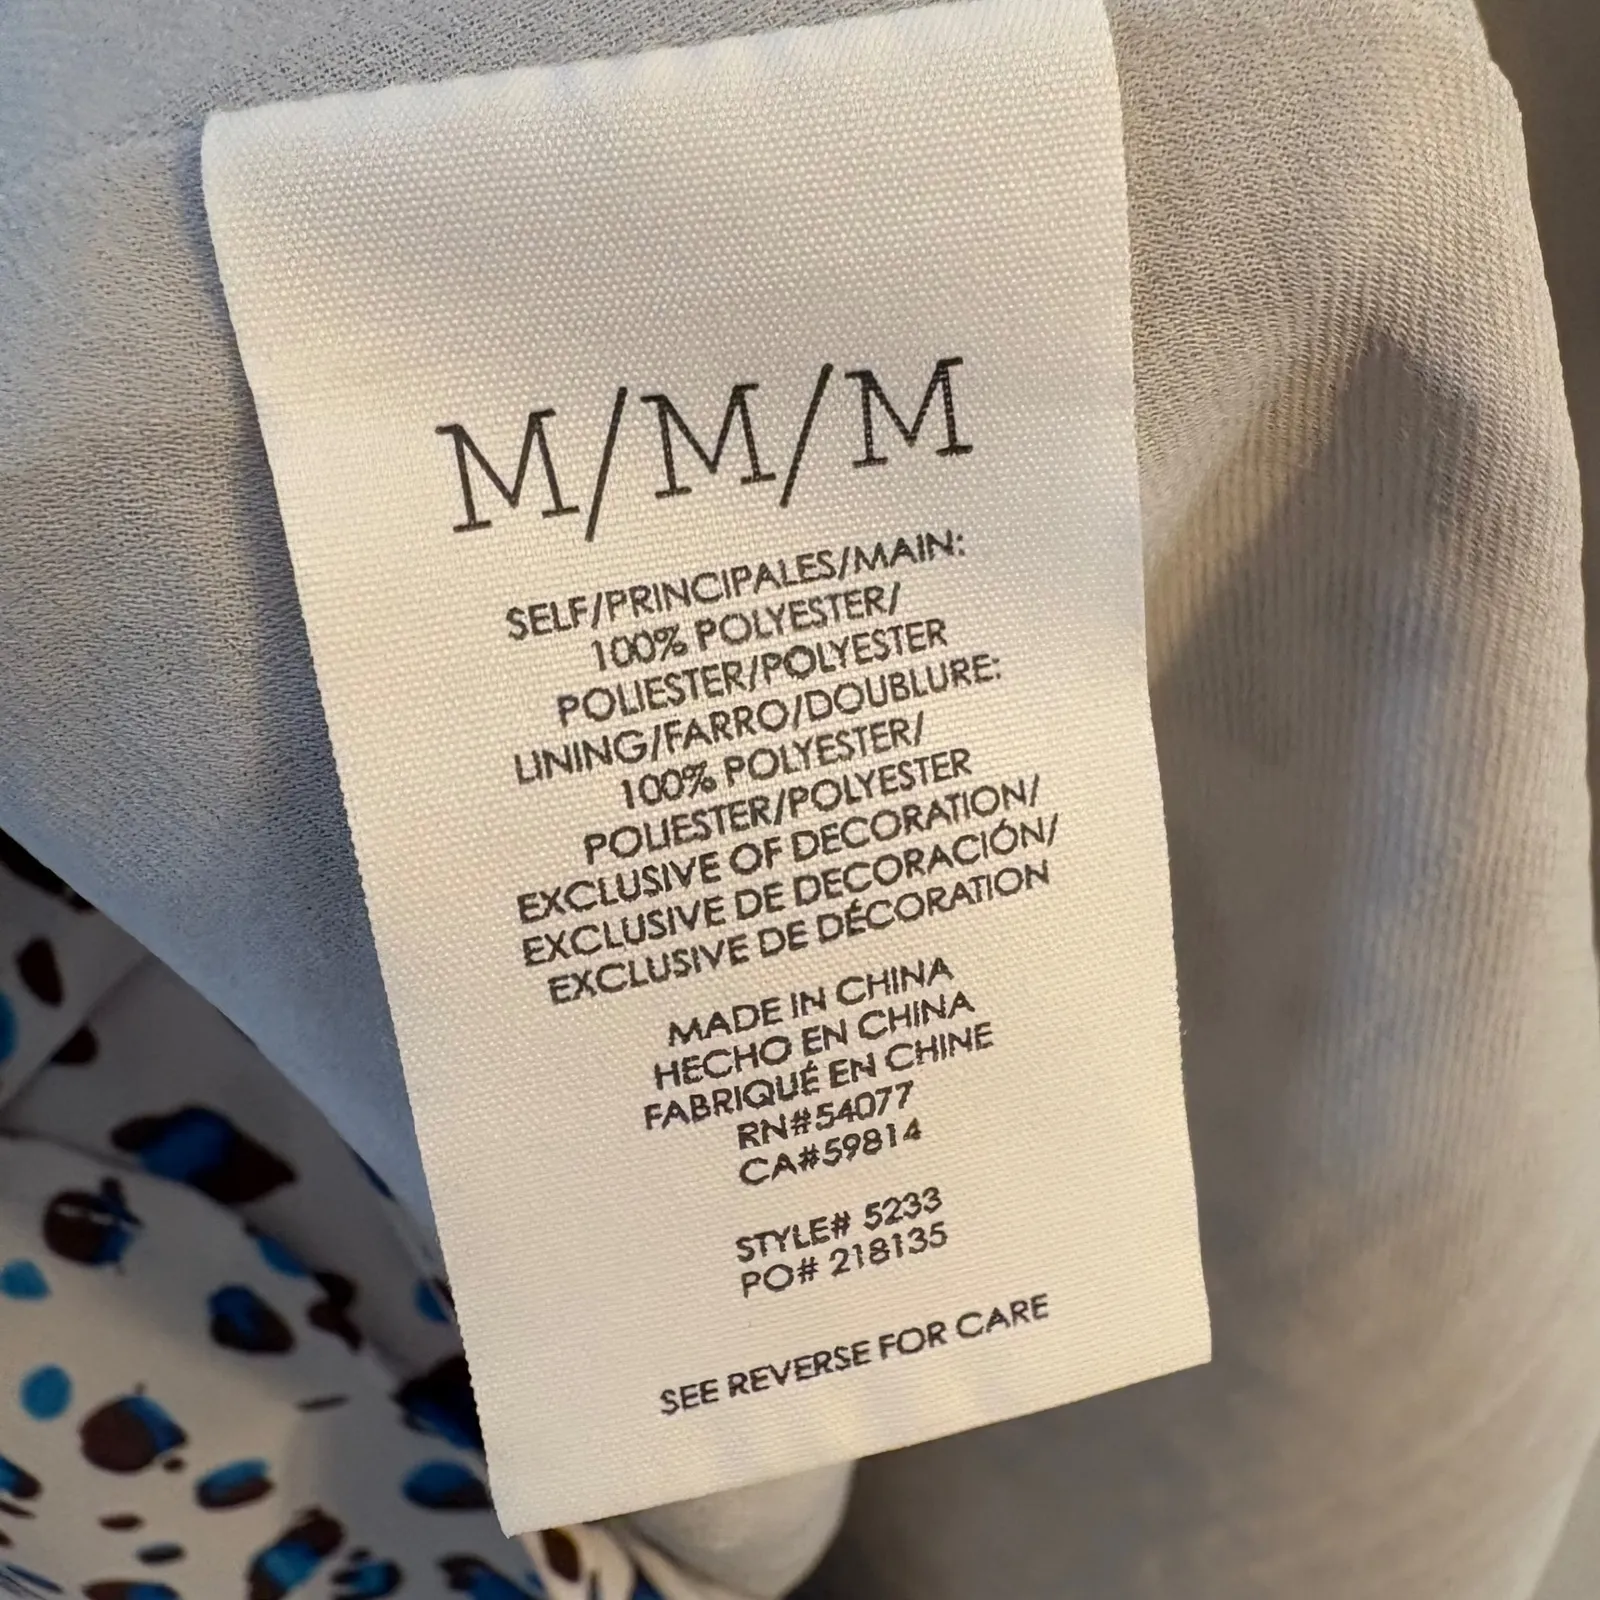 M/M/M
SELF/PRINCIPALES/MAIN:
100% POLYESTER/
POLIESTER/POLYESTER
LINING/FARRO/DOUBLURE:
100% POLYESTER/
POLIESTER/POLYESTER
EXCLUSIVE OF DECORATION/
EXCLUSIVE DE DECORACIÓN/
EXCLUSIVE DE DÉCORATION
MADE IN CHINA
HECHO EN CHINA
FABRIQUÉ EN CHINE
RN#54077
CA#59814
STYLE# 5233
PO# 218135
SEE REVERSE FOR CARE